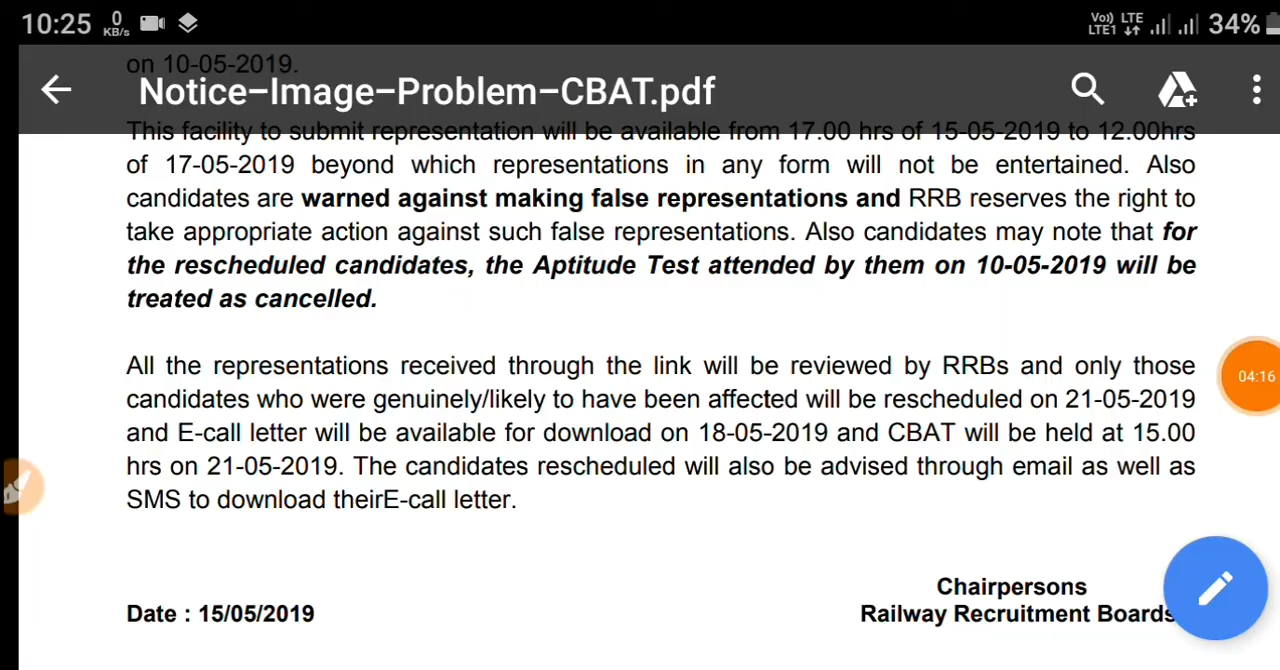 10:25 0 KB/s Vo)) LTE LTE1 34%
on 10-05-2019.
Notice-Image-Problem-CBAT.pdf
This facility to submit representation will be available from 17.00 hrs of 15-05-2019 to 12.00hrs
of 17-05-2019 beyond which representations in any form will not be entertained. Also
candidates are warned against making false representations and RRB reserves the right to
take appropriate action against such false representations. Also candidates may note that for
the rescheduled candidates, the Aptitude Test attended by them on 10-05-2019 will be
treated as cancelled.
All the representations received through the link will be reviewed by RRBs and only those
04:16
candidates who were genuinely/likely to have been affected will be rescheduled on 21-05-2019
and E-call letter will be available for download on 18-05-2019 and CBAT will be held at 15.00
hrs on 21-05-2019. The candidates rescheduled will also be advised through email as well as
SMS to download theirE-call letter.
Chairpersons
Date : 15/05/2019 Railway Recruitment Boards